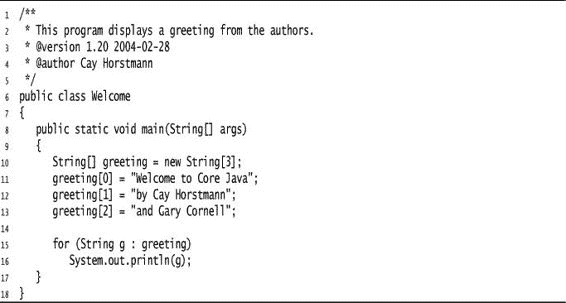 1 /**
2  * This program displays a greeting from the authors.
3  * @version 1.20 2004-02-28
4  * @author Cay Horstmann
5  */
6 public class Welcome
7 {
8    public static void main(String[] args)
9    {
10       String[] greeting = new String[3];
11       greeting[0] = "Welcome to Core Java";
12       greeting[1] = "by Cay Horstmann";
13       greeting[2] = "and Gary Cornell";
14
15       for (String g : greeting)
16          System.out.println(g);
17    }
18 }